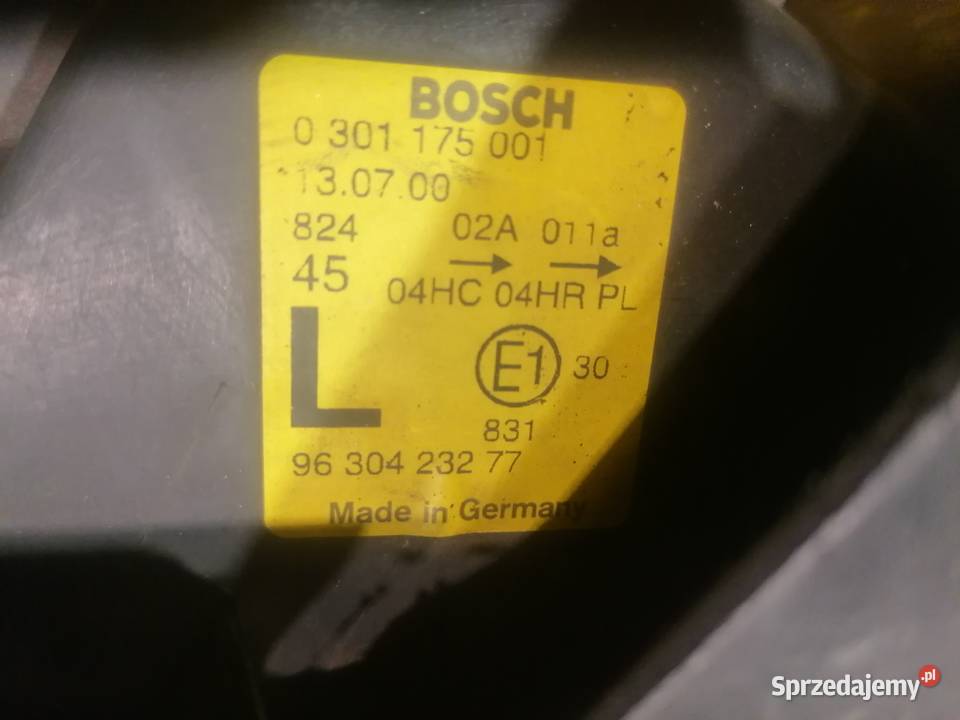 BOSCH
0 301 175 001
13.07.00
824 02A 011a
45 → →
04HC 04HR PL
L E1 30
831
96 304 232 77
Made in Germany
Sprzedajemy.pl